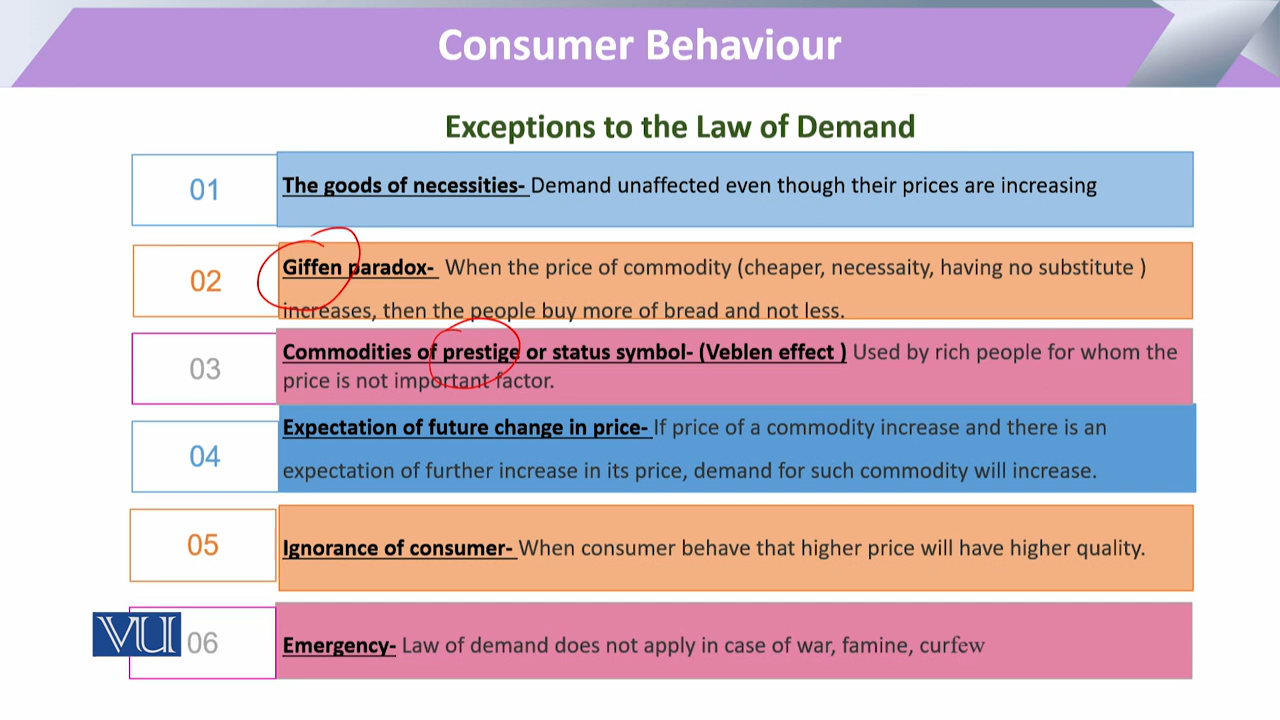 Consumer Behaviour
Exceptions to the Law of Demand
01
The goods of necessities- Demand unaffected even though their prices are increasing
02
Giffen paradox- When the price of commodity (cheaper, necessaity, having no substitute )
increases, then the people buy more of bread and not less.
03
Commodities of prestige or status symbol- (Veblen effect ) Used by rich people for whom the
price is not important factor.
04
Expectation of future change in price- If price of a commodity increase and there is an
expectation of further increase in its price, demand for such commodity will increase.
05
Ignorance of consumer- When consumer behave that higher price will have higher quality.
VU
06
Emergency- Law of demand does not apply in case of war, famine, curfew